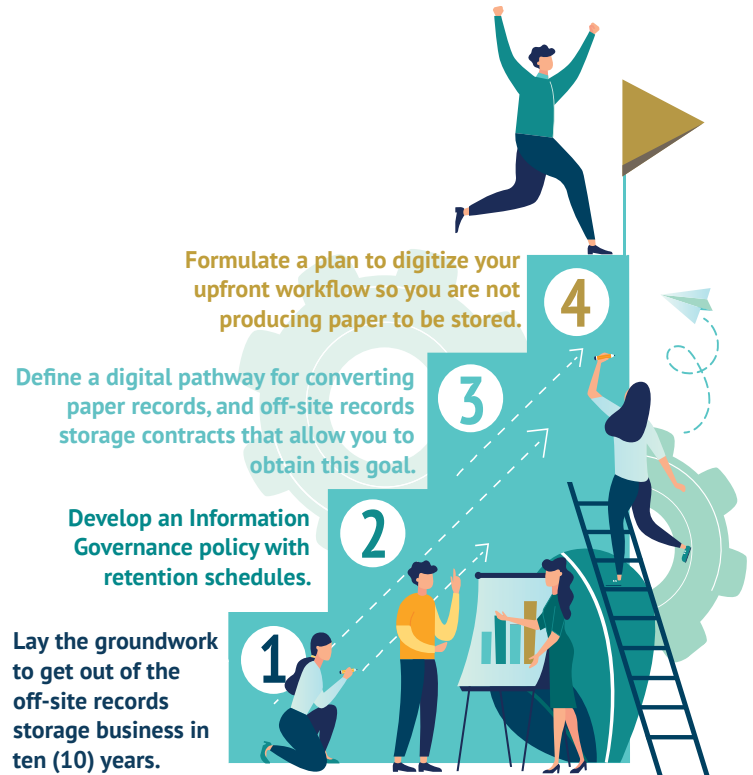 Formulate a plan to digitize your
upfront workflow so you are not
producing paper to be stored.
4
Define a digital pathway for converting
paper records, and off-site records
storage contracts that allow you to
obtain this goal.
3
Develop an Information
Governance policy with
retention schedules.
2
Lay the groundwork
to get out of the
off-site records
storage business in
ten (10) years.
1